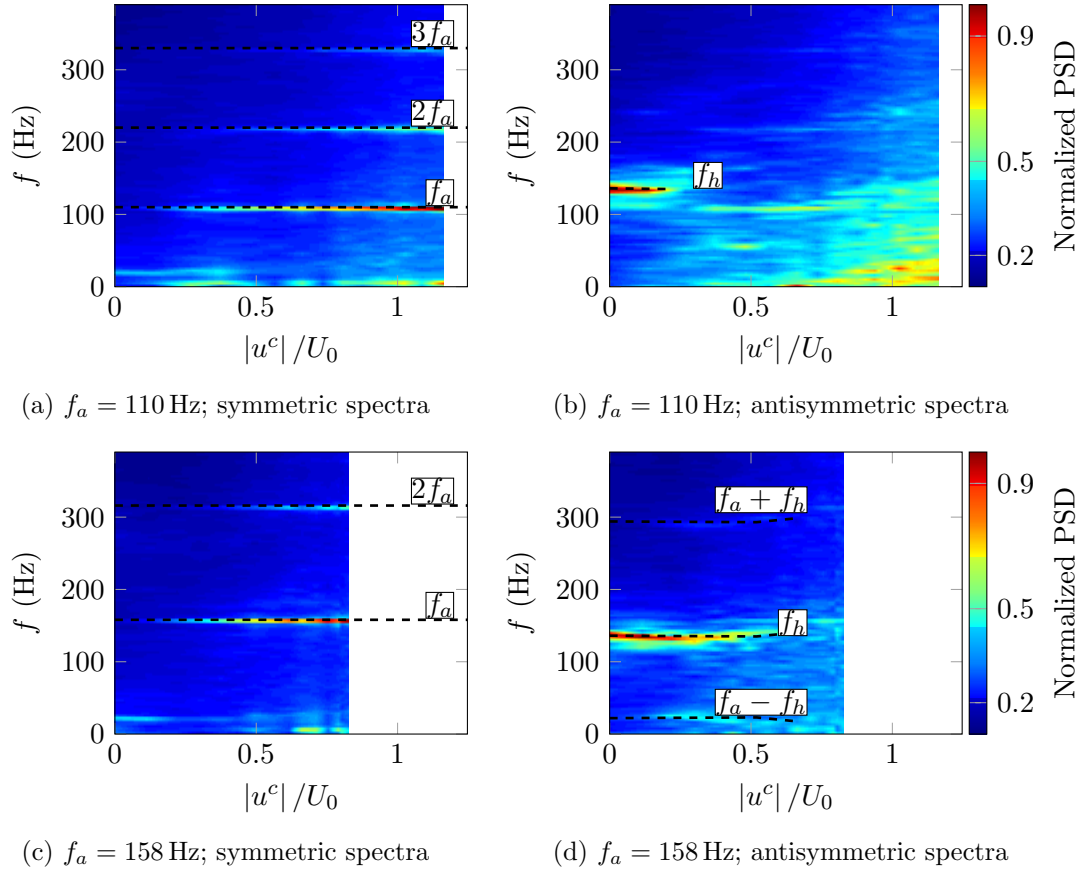 3f_a
2f_a
f_a
f (Hz)
300
200
100
0
0
0.5
1
|u^c| /U_0
(a) f_a = 110 Hz; symmetric spectra
f_h
f (Hz)
300
200
100
0
0
0.5
1
|u^c| /U_0
0.9
0.5
0.2
Normalized PSD
(b) f_a = 110 Hz; antisymmetric spectra
2f_a
f_a
f (Hz)
300
200
100
0
0
0.5
1
|u^c| /U_0
(c) f_a = 158 Hz; symmetric spectra
f_a + f_h
f_h
f_a − f_h
f (Hz)
300
200
100
0
0
0.5
1
|u^c| /U_0
0.9
0.5
0.2
Normalized PSD
(d) f_a = 158 Hz; antisymmetric spectra